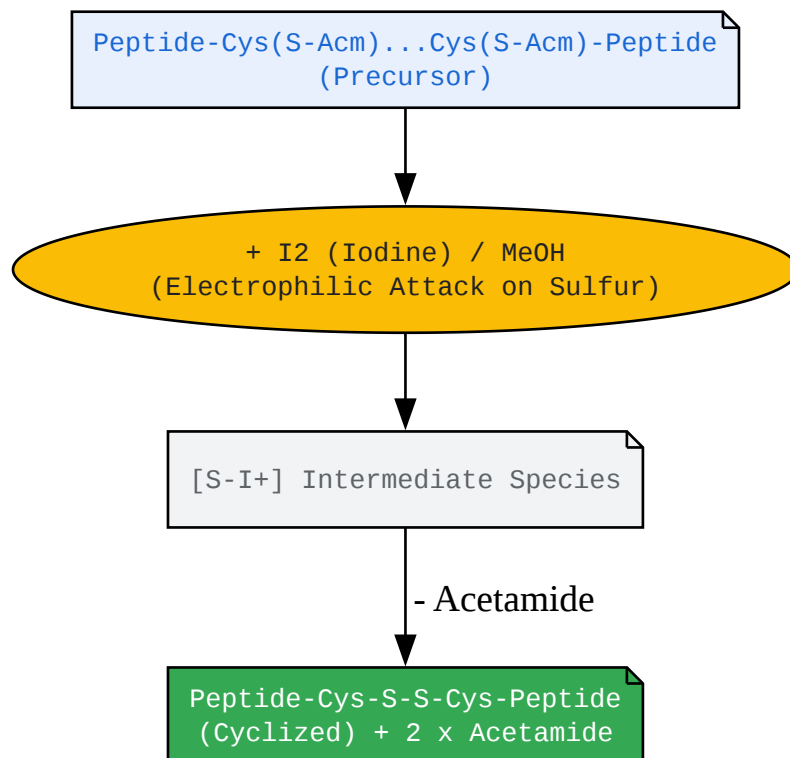 Peptide-Cys(S-Acm)...Cys(S-Acm)-Peptide
(Precursor)
+ I2 (Iodine) / MeOH
(Electrophilic Attack on Sulfur)
[S-I+] Intermediate Species
- Acetamide
Peptide-Cys-S-S-Cys-Peptide
(Cyclized) + 2 x Acetamide